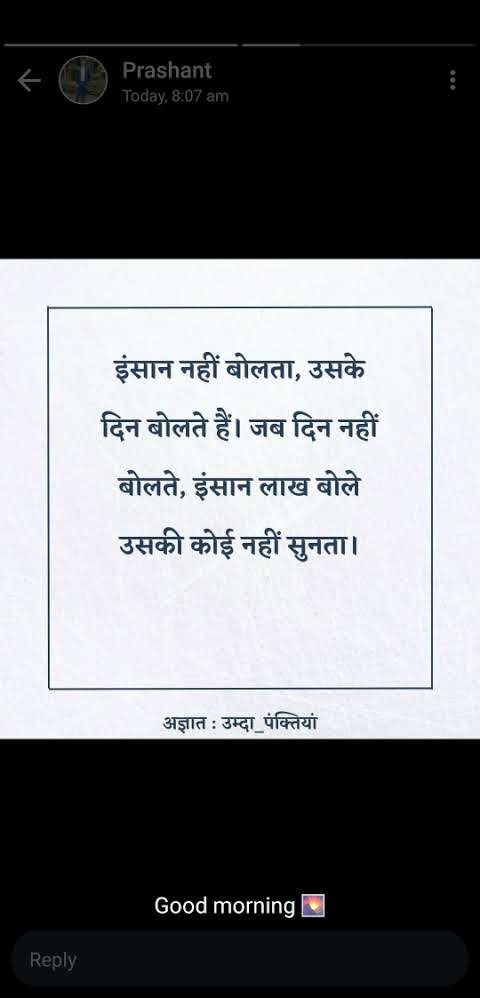 Prashant
Today, 8:07 am
इंसान नहीं बोलता, उसके
दिन बोलते हैं। जब दिन नहीं
बोलते, इंसान लाख बोले
उसकी कोई नहीं सुनता।
अज्ञात : उम्दा_पंक्तियां
Good morning 🌄
Reply